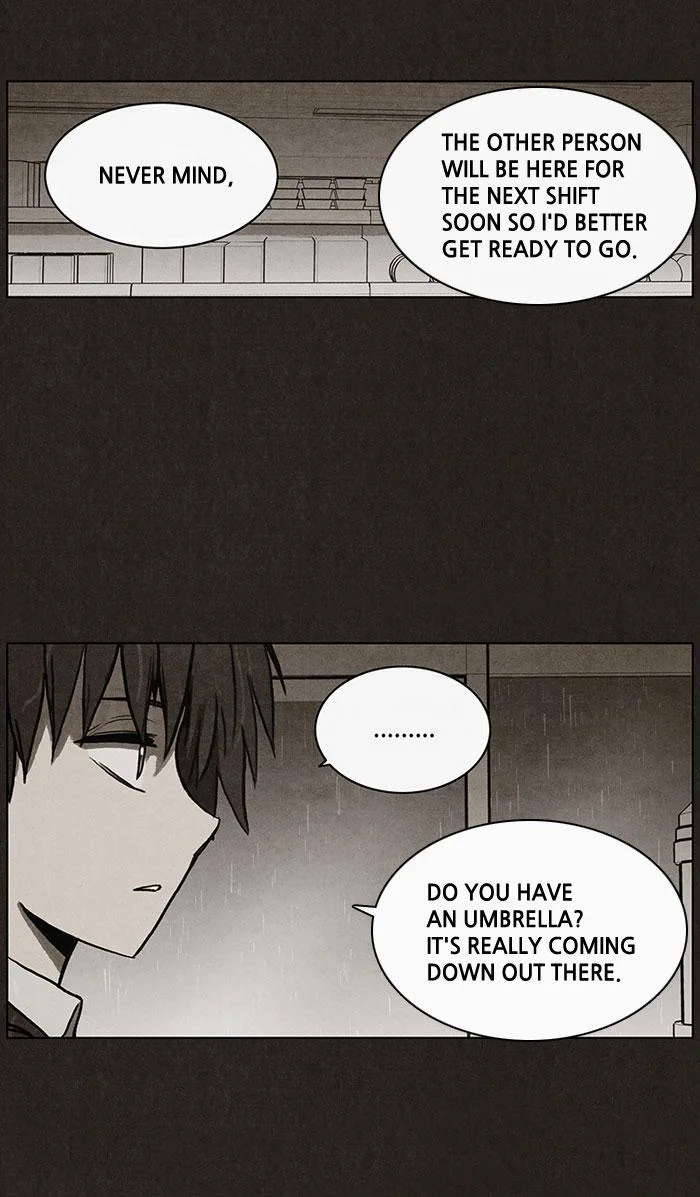 NEVER MIND,
THE OTHER PERSON
WILL BE HERE FOR
THE NEXT SHIFT
SOON SO I'D BETTER
GET READY TO GO.
.........
DO YOU HAVE
AN UMBRELLA?
IT'S REALLY COMING
DOWN OUT THERE.